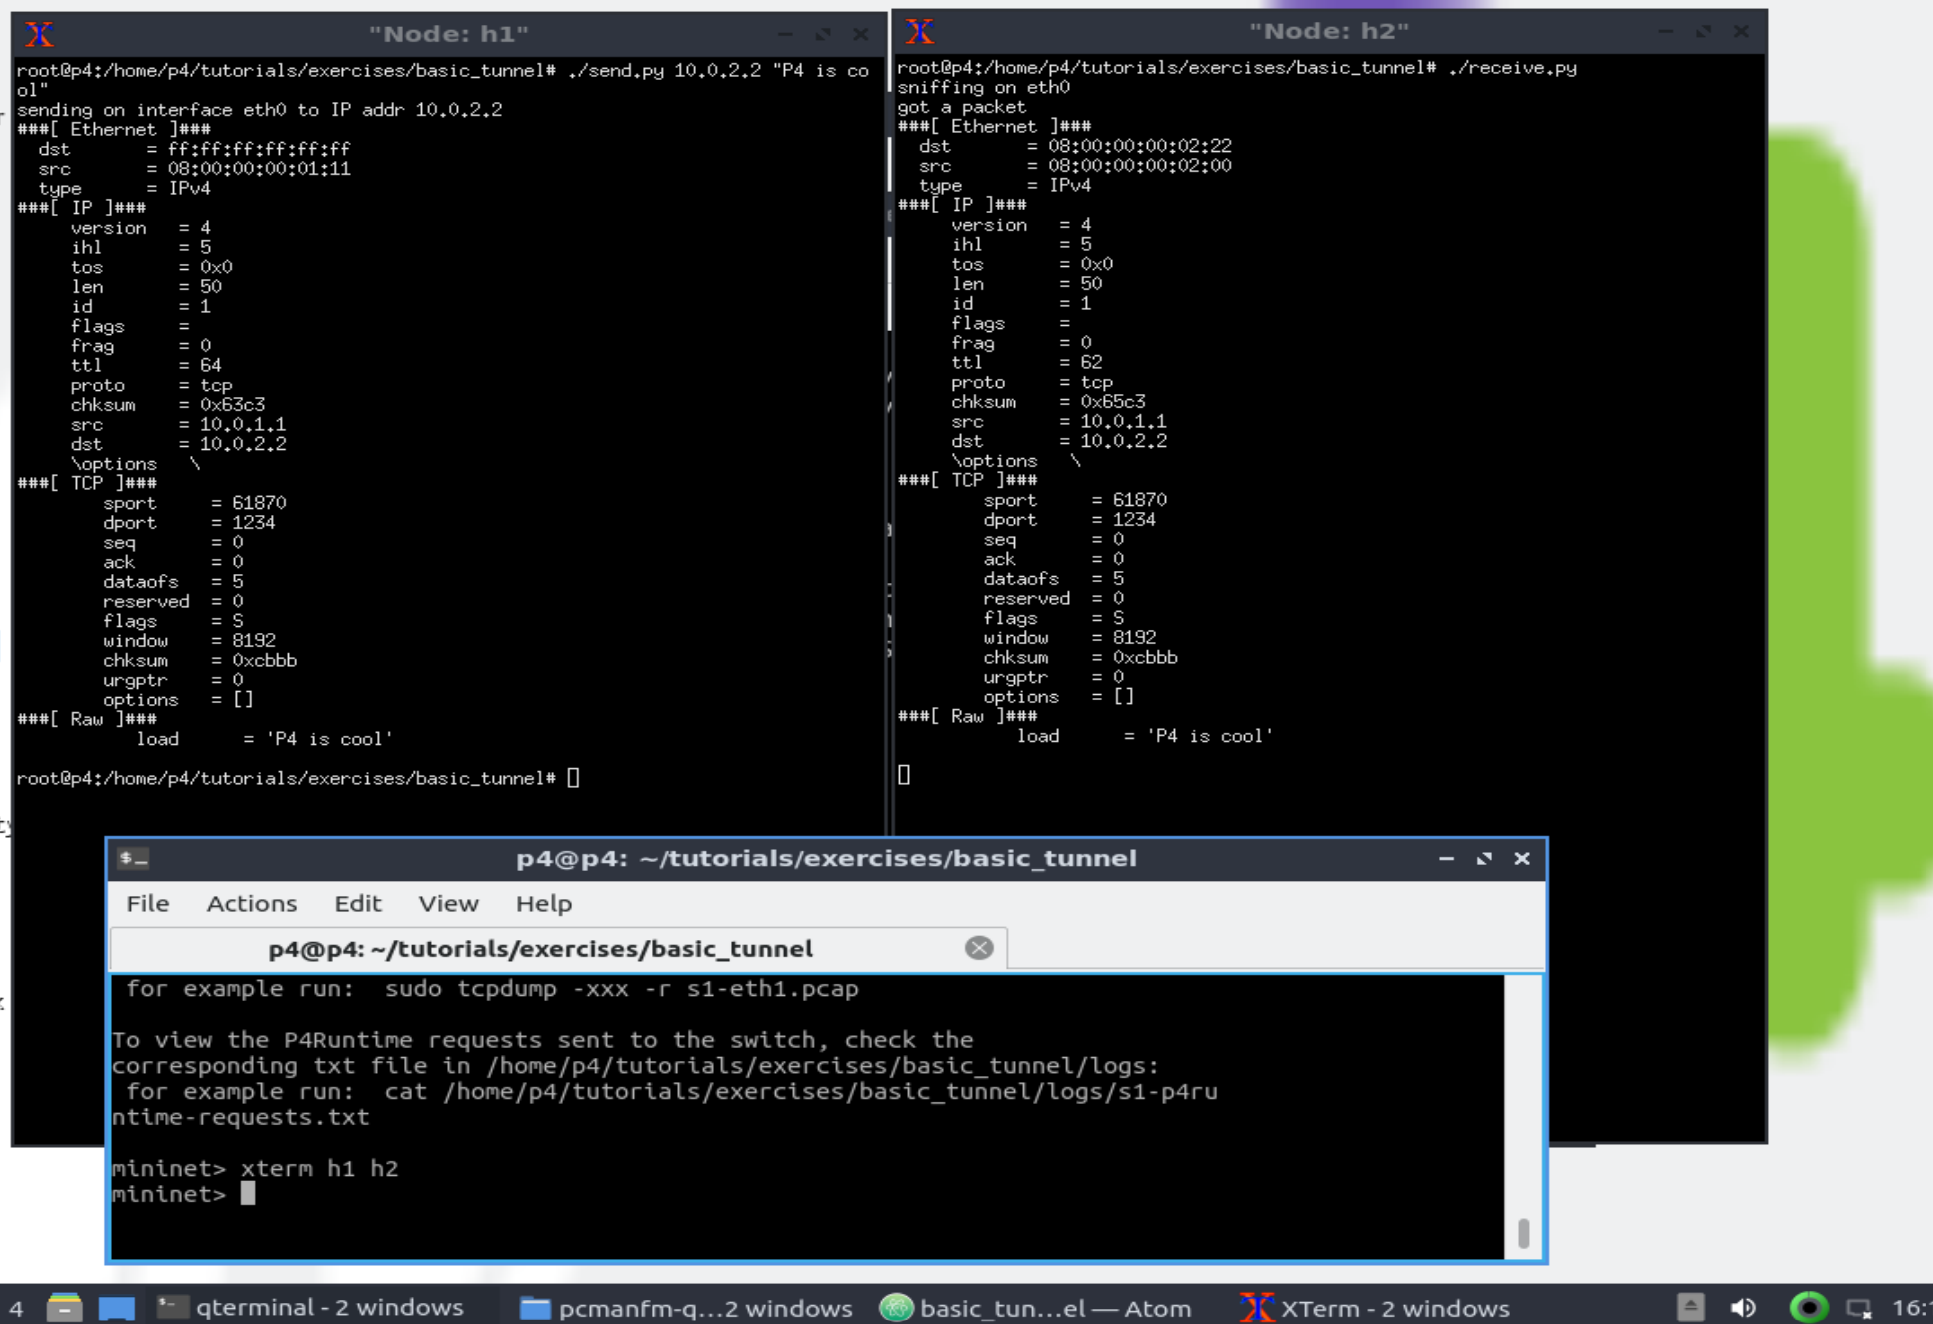 "Node: h1"
root@p4:/home/p4/tutorials/exercises/basic_tunnel# ./send.py 10.0.2.2 "P4 is co
ol"
sending on interface eth0 to IP addr 10.0.2.2
###[ Ethernet ]###
dst = ff:ff:ff:ff:ff:ff
src = 08:00:00:00:01:11
type = IPv4
###[ IP ]###
version = 4
ihl = 5
tos = 0x0
len = 50
id = 1
flags =
frag = 0
ttl = 64
proto = tcp
chksum = 0x63c3
src = 10.0.1.1
dst = 10.0.2.2
\options \
###[ TCP ]###
sport = 61870
dport = 1234
seq = 0
ack = 0
dataofs = 5
reserved = 0
flags = S
window = 8192
chksum = 0xcbbb
urgptr = 0
options = []
###[ Raw ]###
load = 'P4 is cool'
root@p4:/home/p4/tutorials/exercises/basic_tunnel#
"Node: h2"
root@p4:/home/p4/tutorials/exercises/basic_tunnel# ./receive.py
sniffing on eth0
got a packet
###[ Ethernet ]###
dst = 08:00:00:00:02:22
src = 08:00:00:00:02:00
type = IPv4
###[ IP ]###
version = 4
ihl = 5
tos = 0x0
len = 50
id = 1
flags =
frag = 0
ttl = 62
proto = tcp
chksum = 0x65c3
src = 10.0.1.1
dst = 10.0.2.2
\options \
###[ TCP ]###
sport = 61870
dport = 1234
seq = 0
ack = 0
dataofs = 5
reserved = 0
flags = S
window = 8192
chksum = 0xcbbb
urgptr = 0
options = []
###[ Raw ]###
load = 'P4 is cool'
p4@p4: ~/tutorials/exercises/basic_tunnel
File Actions Edit View Help
p4@p4: ~/tutorials/exercises/basic_tunnel
for example run: sudo tcpdump -xxx -r s1-eth1.pcap
To view the P4Runtime requests sent to the switch, check the
corresponding txt file in /home/p4/tutorials/exercises/basic_tunnel/logs:
for example run: cat /home/p4/tutorials/exercises/basic_tunnel/logs/s1-p4ru
ntime-requests.txt
mininet> xterm h1 h2
mininet>
4 qterminal - 2 windows pcmanfm-q...2 windows basic_tun...el — Atom XTerm - 2 windows 16: